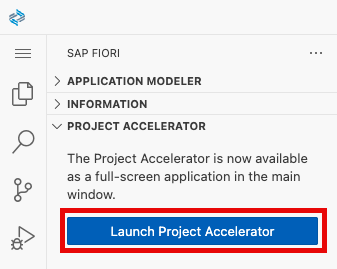 SAP FIORI
APPLICATION MODELER
INFORMATION
PROJECT ACCELERATOR
The Project Accelerator is now available
as a full-screen application in the main
window.
Launch Project Accelerator